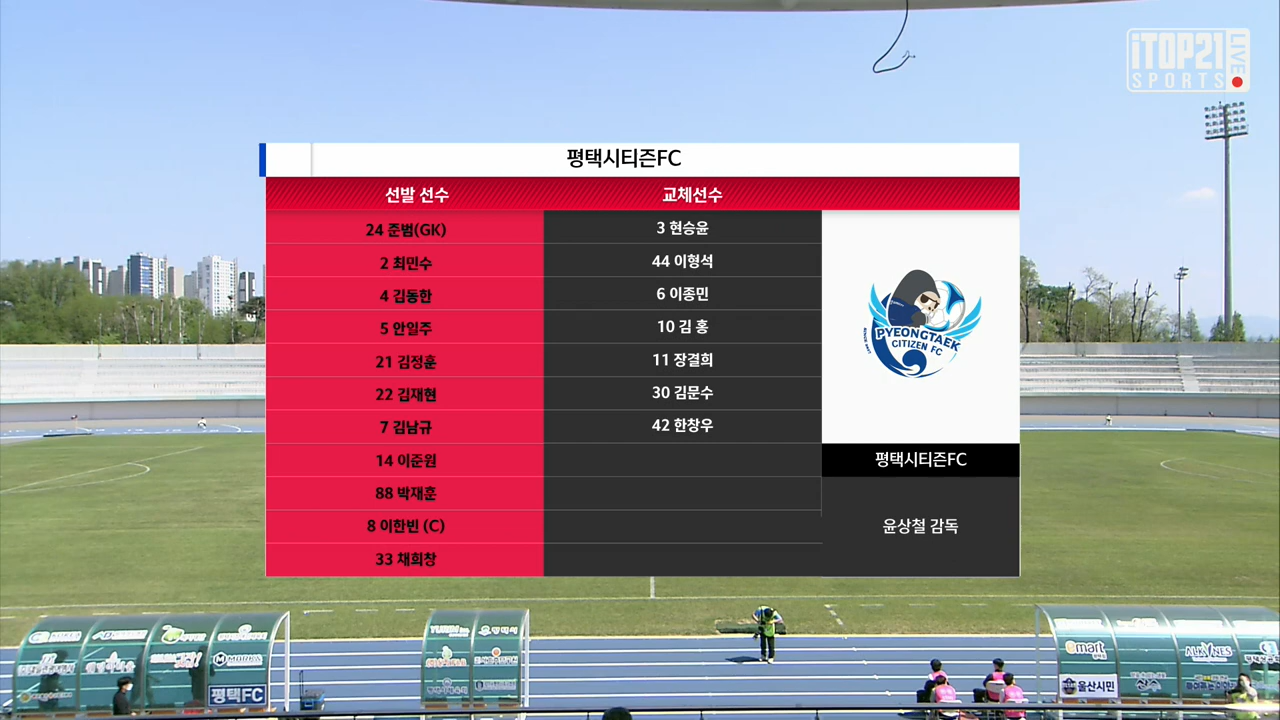 iTOP21
SPORTS
LIVE
평택시티즌FC
선발 선수
교체선수
24 준범(GK)
2 최민수
4 김동한
5 안일주
21 김정훈
22 김재현
7 김남규
14 이준원
88 박재훈
8 이한빈 (C)
33 채희창
3 현승윤
44 이형석
6 이종민
10 김 홍
11 장결희
30 김문수
42 한창우
PYEONGTAEK
CITIZEN FC
평택시티즌FC
윤상철 감독
평택FC
emart
ALKYNES
울산시민